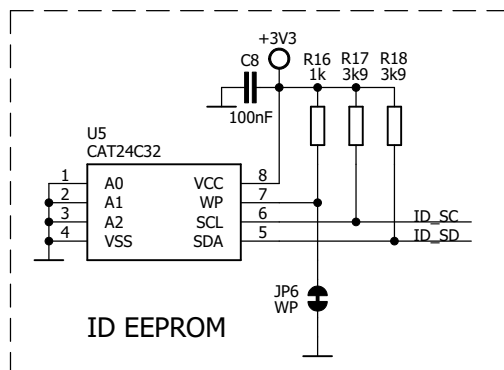 +3V3
C8
100nF
R16 R17 R18
1k 3k9 3k9
U5
CAT24C32
1 A0 VCC 8
2 A1 WP 7
3 A2 SCL 6
4 VSS SDA 5
ID_SC
ID_SD
JP6
WP
ID EEPROM